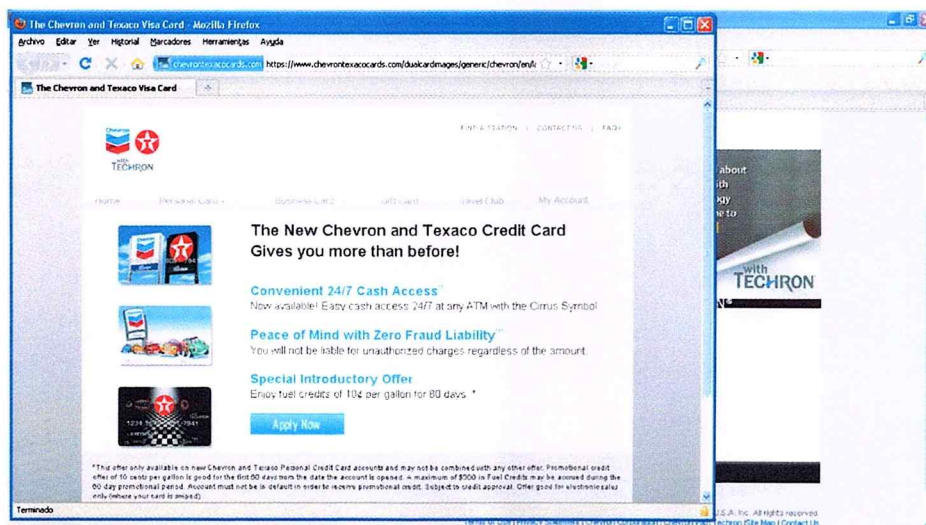 The Chevron and Texaco Visa Card - Mozilla Firefox
Archivo Editar Ver Historial Marcadores Herramientas Ayuda
chevrontexacocards.com https://www.chevrontexacocards.com/dualcardimages/generic/chevron/en/
The Chevron and Texaco Visa Card
Chevron
with
TECHRON
FIND A STATION | CONTACT US | FAQs
Home Personal Card Business Card Gift Card Travel Club My Account
The New Chevron and Texaco Credit Card
Gives you more than before!
Convenient 24/7 Cash Access
Now available! Easy cash access 24/7 at any ATM with the Cirrus Symbol
Peace of Mind with Zero Fraud Liability
You will not be liable for unauthorized charges regardless of the amount.
Special Introductory Offer
Enjoy fuel credits of 10¢ per gallon for 60 days. *
Apply Now
*This offer only available on new Chevron and Texaco Personal Credit Card accounts and may not be combined with any other offer. Promotional credit
offer of 10 cents per gallon is good for the first 60 days from the date the account is opened. A maximum of $300 in Fuel Credits may be accrued during the
60 day promotional period. Account must not be in default in order to receive promotional credit. Subject to credit approval. Offer good for electronic sales
only (where your card is swiped)
Terminado
about
with
TECHRON
U.S.A. Inc. All rights reserved.
Terms of Use | Privacy Statement | Chevron Corporation | Techron | Site Map | Contact Us